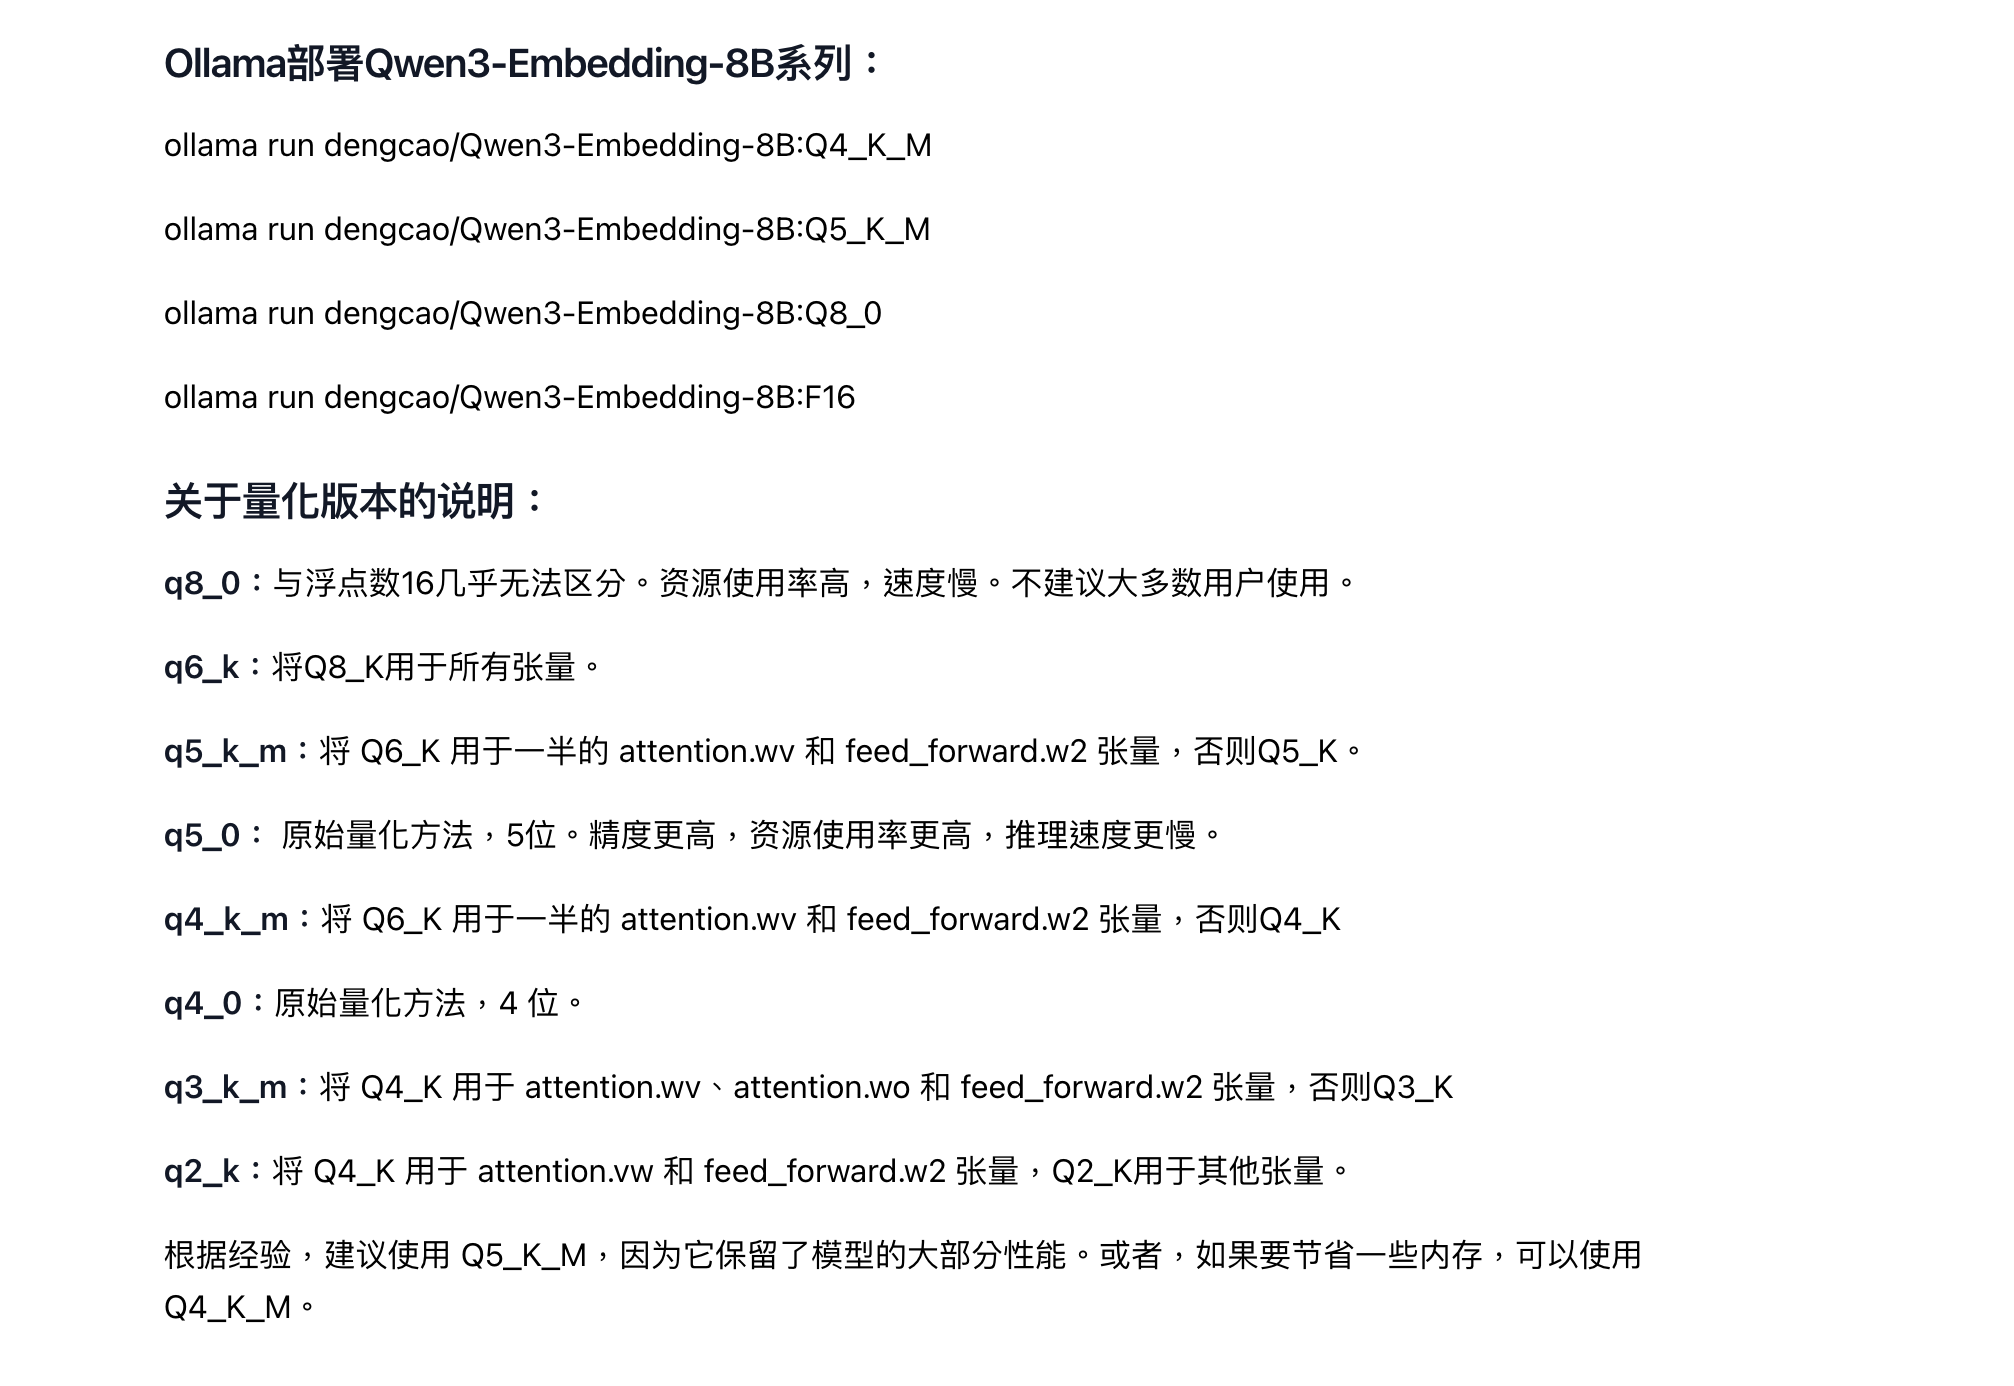 Ollama部署Qwen3-Embedding-8B系列：
ollama run dengcao/Qwen3-Embedding-8B:Q4_K_M
ollama run dengcao/Qwen3-Embedding-8B:Q5_K_M
ollama run dengcao/Qwen3-Embedding-8B:Q8_0
ollama run dengcao/Qwen3-Embedding-8B:F16
关于量化版本的说明：
q8_0：与浮点数16几乎无法区分。资源使用率高，速度慢。不建议大多数用户使用。
q6_k：将Q8_K用于所有张量。
q5_k_m：将 Q6_K 用于一半的 attention.wv 和 feed_forward.w2 张量，否则Q5_K。
q5_0： 原始量化方法，5位。精度更高，资源使用率更高，推理速度更慢。
q4_k_m：将 Q6_K 用于一半的 attention.wv 和 feed_forward.w2 张量，否则Q4_K
q4_0：原始量化方法，4 位。
q3_k_m：将 Q4_K 用于 attention.wv、attention.wo 和 feed_forward.w2 张量，否则Q3_K
q2_k：将 Q4_K 用于 attention.vw 和 feed_forward.w2 张量，Q2_K用于其他张量。
根据经验，建议使用 Q5_K_M，因为它保留了模型的大部分性能。或者，如果要节省一些内存，可以使用
Q4_K_M。